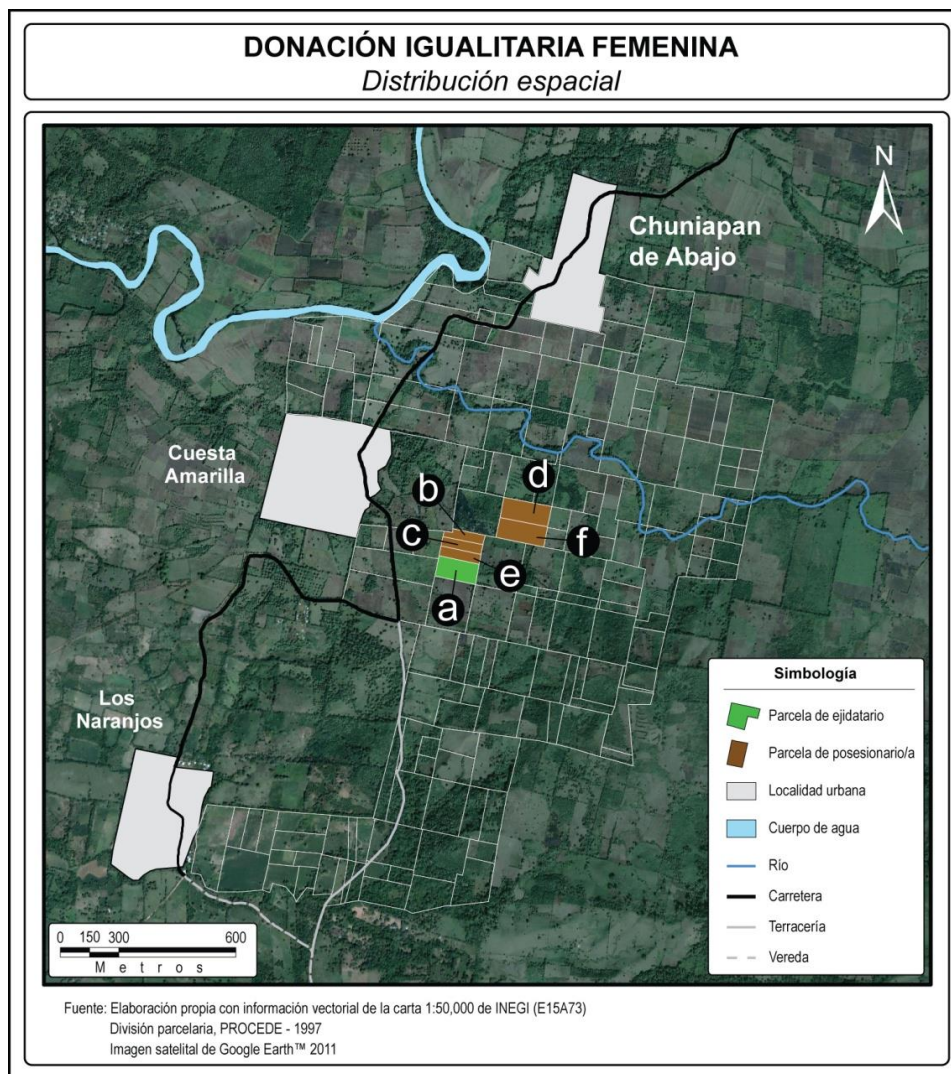 DONACIÓN IGUALITARIA FEMENINA
Distribución espacial
N
Chuniapan
de Abajo
Cuesta
Amarilla
b
d
c
f
e
a
Los
Naranjos
Simbología
Parcela de ejidatario
Parcela de posesionario/a
Localidad urbana
Cuerpo de agua
Río
Carretera
Terracería
Vereda
0 150 300 600
Metros
Fuente: Elaboración propia con información vectorial de la carta 1:50,000 de INEGI (E15A73)
División parcelaria, PROCEDE - 1997
Imagen satelital de Google Earth™ 2011